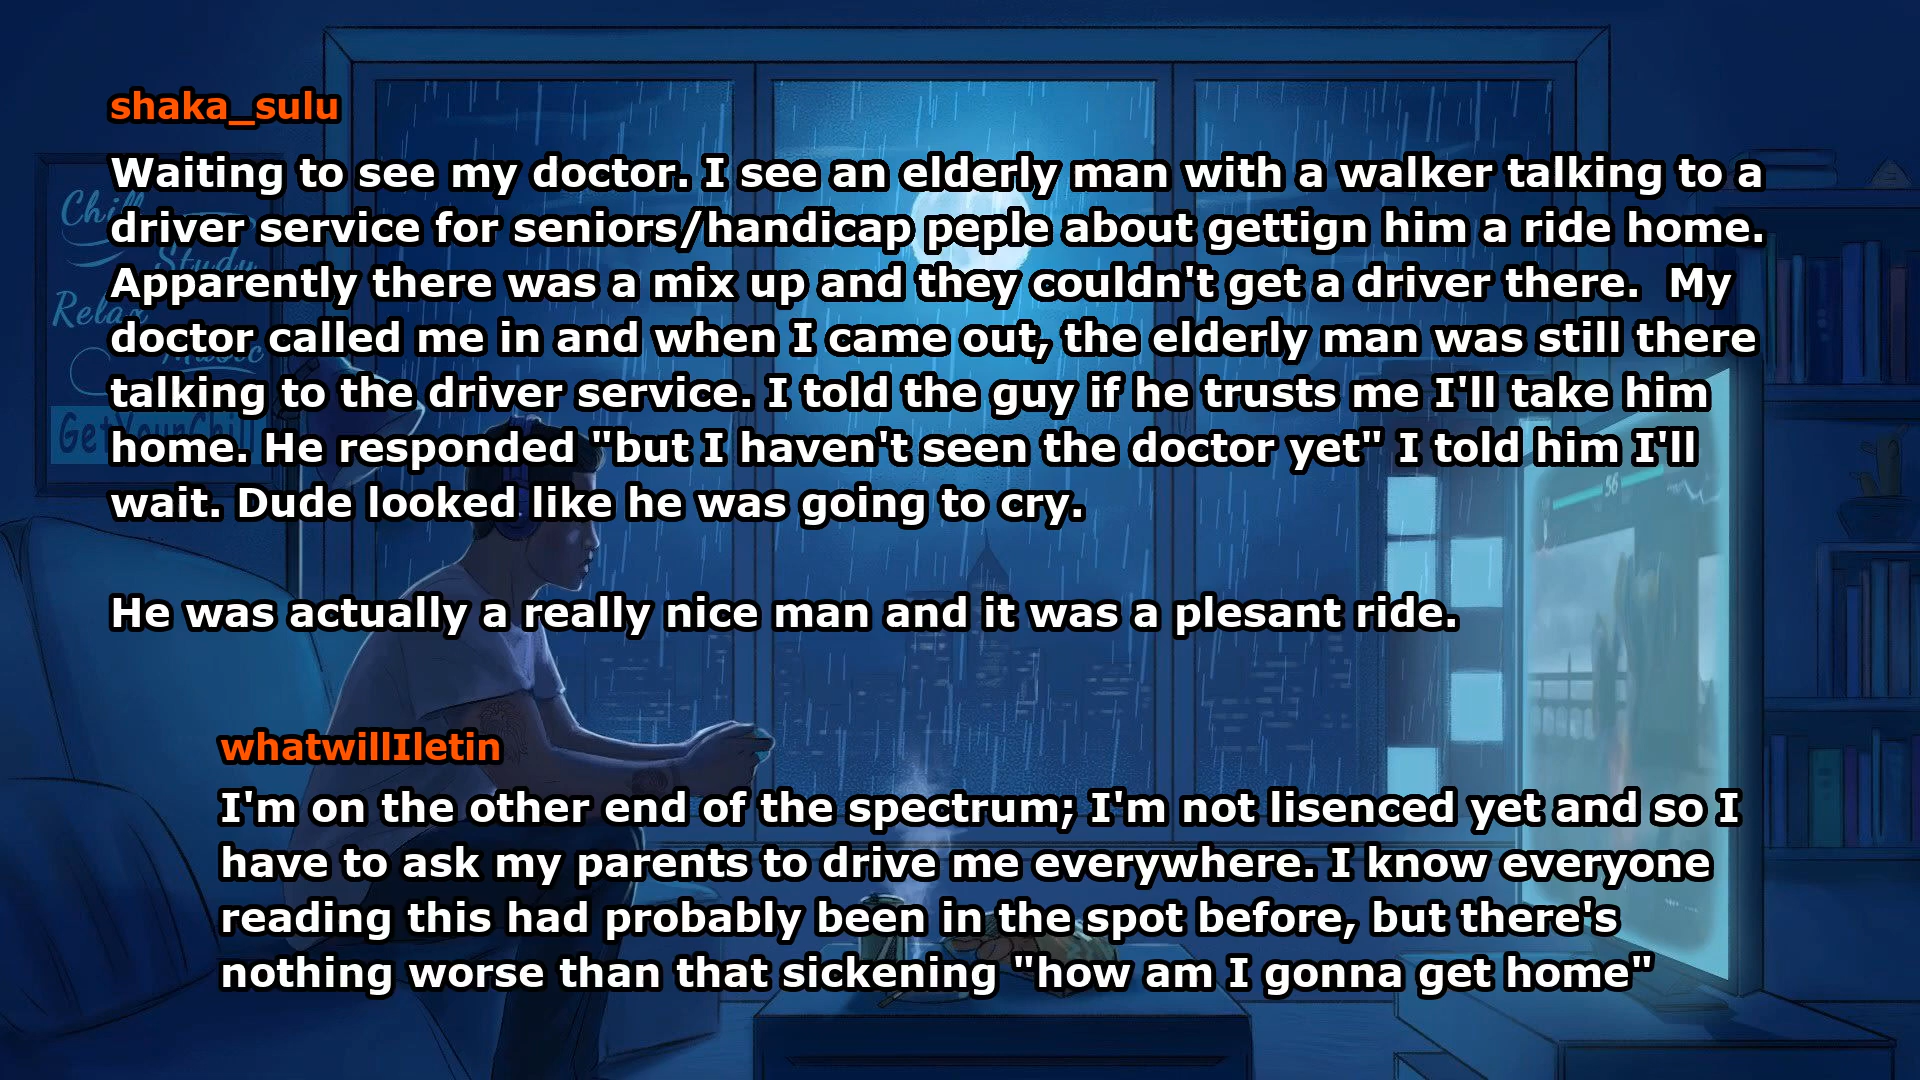 shaka_sulu
Waiting to see my doctor. I see an elderly man with a walker talking to a
driver service for seniors/handicap peple about gettign him a ride home.
Apparently there was a mix up and they couldn't get a driver there.  My
doctor called me in and when I came out, the elderly man was still there
talking to the driver service. I told the guy if he trusts me I'll take him
home. He responded "but I haven't seen the doctor yet" I told him I'll
wait. Dude looked like he was going to cry.
He was actually a really nice man and it was a plesant ride.
whatwillIletin
I'm on the other end of the spectrum; I'm not lisenced yet and so I
have to ask my parents to drive me everywhere. I know everyone
reading this had probably been in the spot before, but there's
nothing worse than that sickening "how am I gonna get home"
Chill
Study
Relax
Music
GetYourChill
56